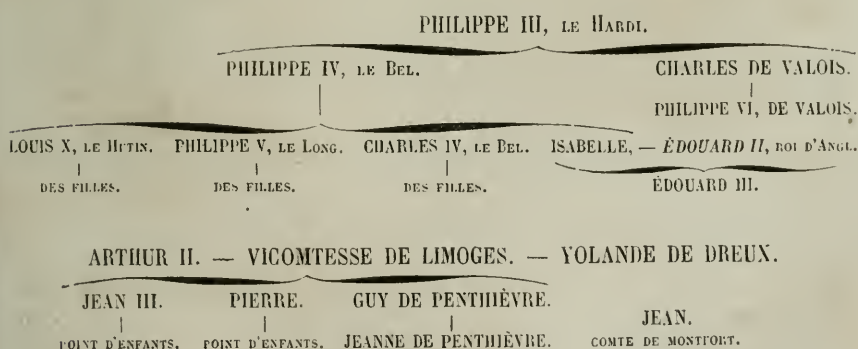 PHILIPPE III, LE HARDI.
PHILIPPE IV, LE BEL. CHARLES DE VALOIS.
PHILIPPE VI, DE VALOIS.
LOUIS X, LE HUTIN. PHILIPPE V, LE LONG. CHARLES IV, LE BEL. ISABELLE, — ÉDOUARD II, ROI D'ANGL.
DES FILLES. DES FILLES. DES FILLES. ÉDOUARD III.
ARTHUR II. — VICOMTESSE DE LIMOGES. — YOLANDE DE DREUX.
JEAN III. PIERRE. GUY DE PENTHIÈVRE. JEAN.
POINT D'ENFANTS. POINT D'ENFANTS. JEANNE DE PENTHIÈVRE. COMTE DE MONTFORT.